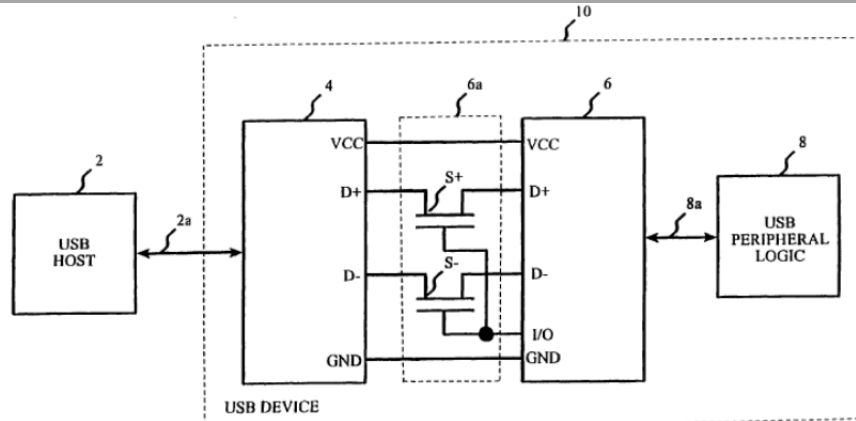 10
4
6a
6
VCC
VCC
2
8
S+
D+
D+
2a
8a
USB
HOST
USB
PERIPHERAL
LOGIC
S-
D-
D-
I/O
GND
GND
USB DEVICE